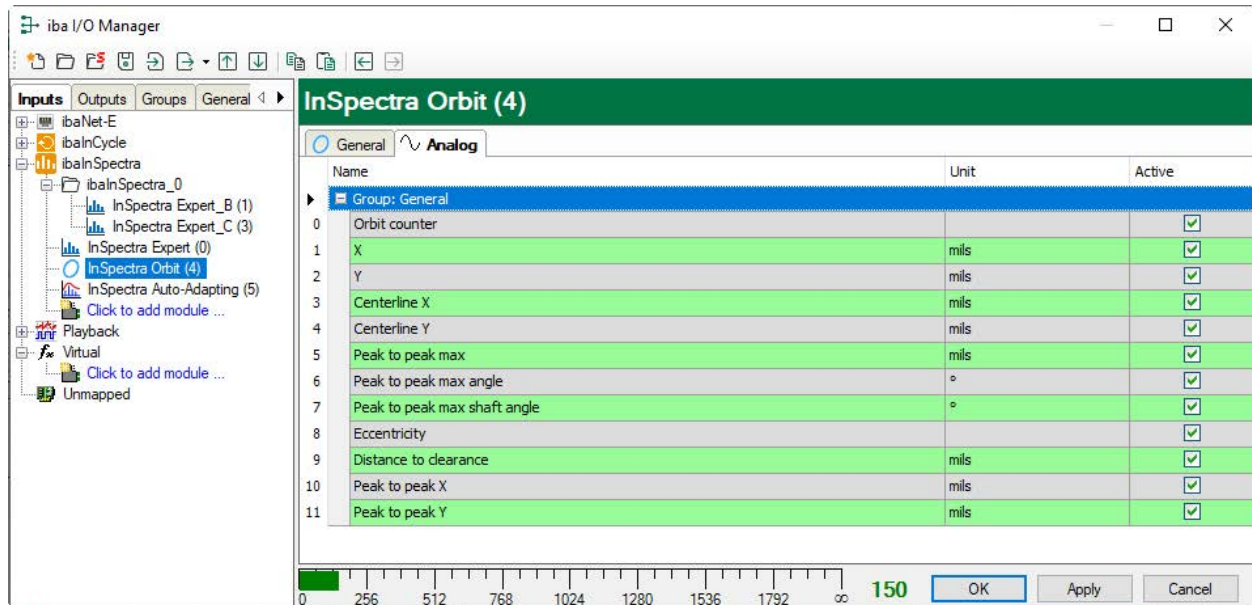 iba I/O Manager
Inputs Outputs Groups General
ibaNet-E
ibaInCycle
ibaInSpectra
ibaInSpectra_0
InSpectra Expert_B (1)
InSpectra Expert_C (3)
InSpectra Expert (0)
InSpectra Orbit (4)
InSpectra Auto-Adapting (5)
Click to add module ...
Playback
Virtual
Click to add module ...
Unmapped
InSpectra Orbit (4)
General Analog
Name Unit Active
Group: General
0 Orbit counter
1 X mils
2 Y mils
3 Centerline X mils
4 Centerline Y mils
5 Peak to peak max mils
6 Peak to peak max angle °
7 Peak to peak max shaft angle °
8 Eccentricity
9 Distance to clearance mils
10 Peak to peak X mils
11 Peak to peak Y mils
0 256 512 768 1024 1280 1536 1792 ∞ 150 OK Apply Cancel